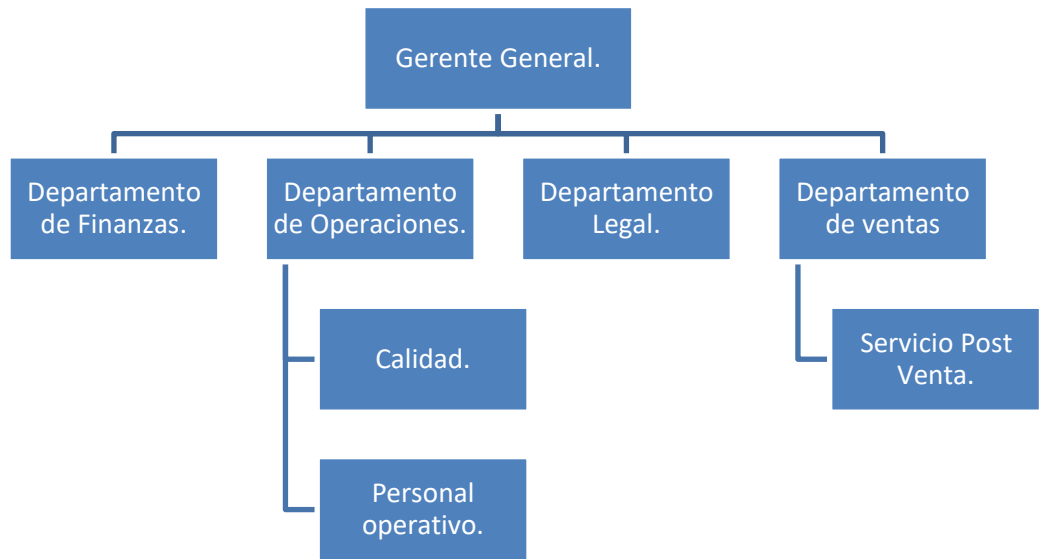 Gerente General.
Departamento
de Finanzas.
Departamento
de Operaciones.
Departamento
Legal.
Departamento
de ventas
Calidad.
Servicio Post
Venta.
Personal
operativo.